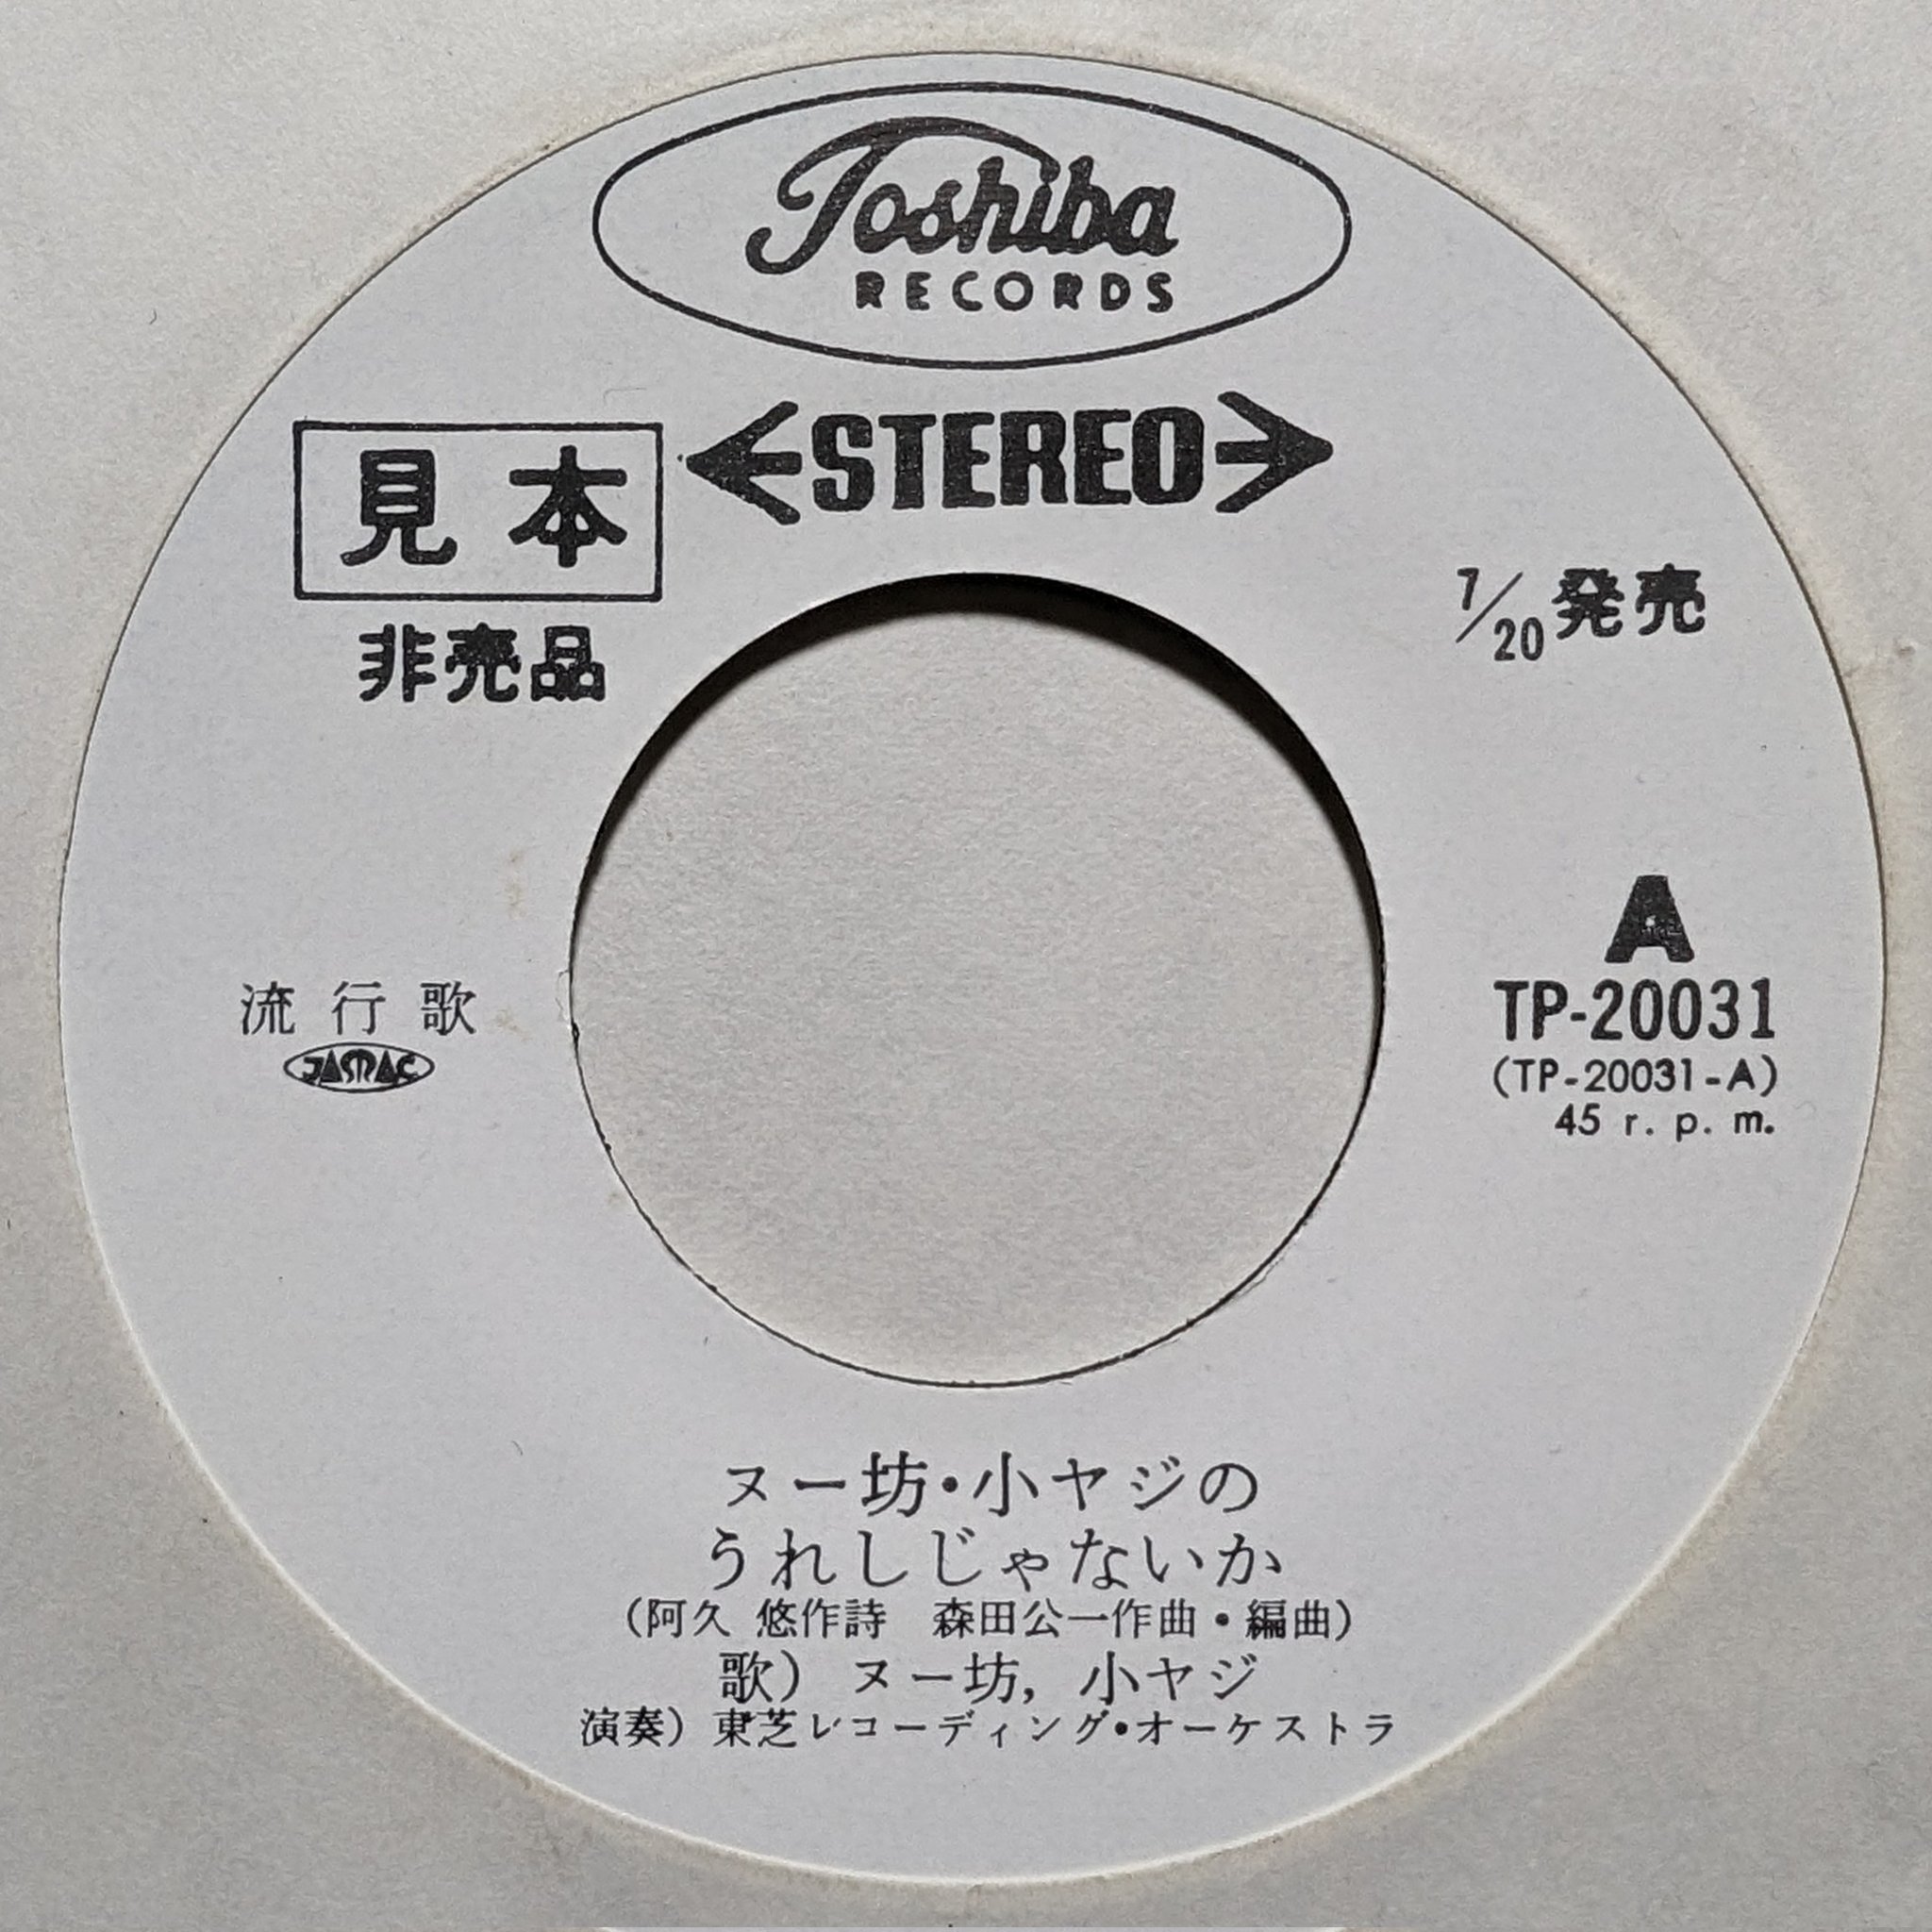 Toshiba
RECORDS
STEREO
見本
非売品
7/20発売
A
TP-20031
(TP-20031-A)
45 r. p. m.
流行歌
JASRAC
ヌー坊・小ヤジの
うれしじゃないか
(阿久 悠作詩 森田公一作曲・編曲)
歌) ヌー坊, 小ヤジ
演奏) 東芝レコーディング・オーケストラ